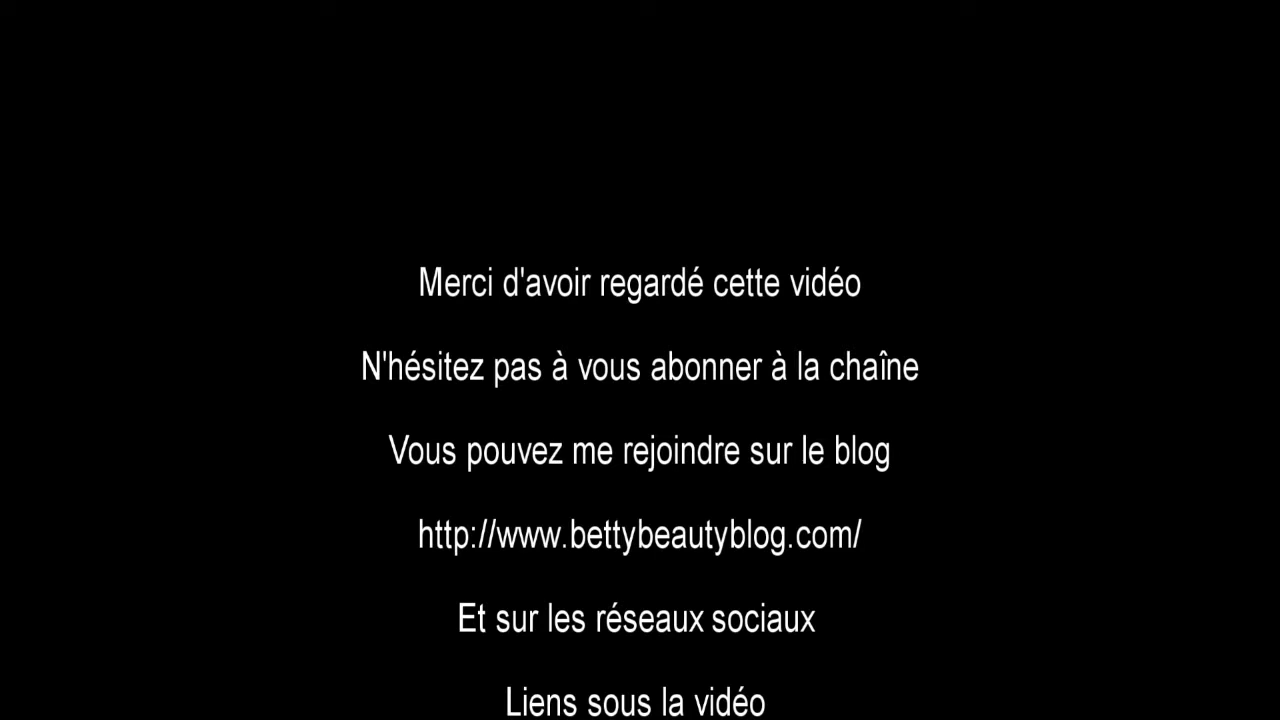 Merci d'avoir regardé cette vidéo
N'hésitez pas à vous abonner à la chaîne
Vous pouvez me rejoindre sur le blog
http://www.bettybeautyblog.com/
Et sur les réseaux sociaux
Liens sous la vidéo